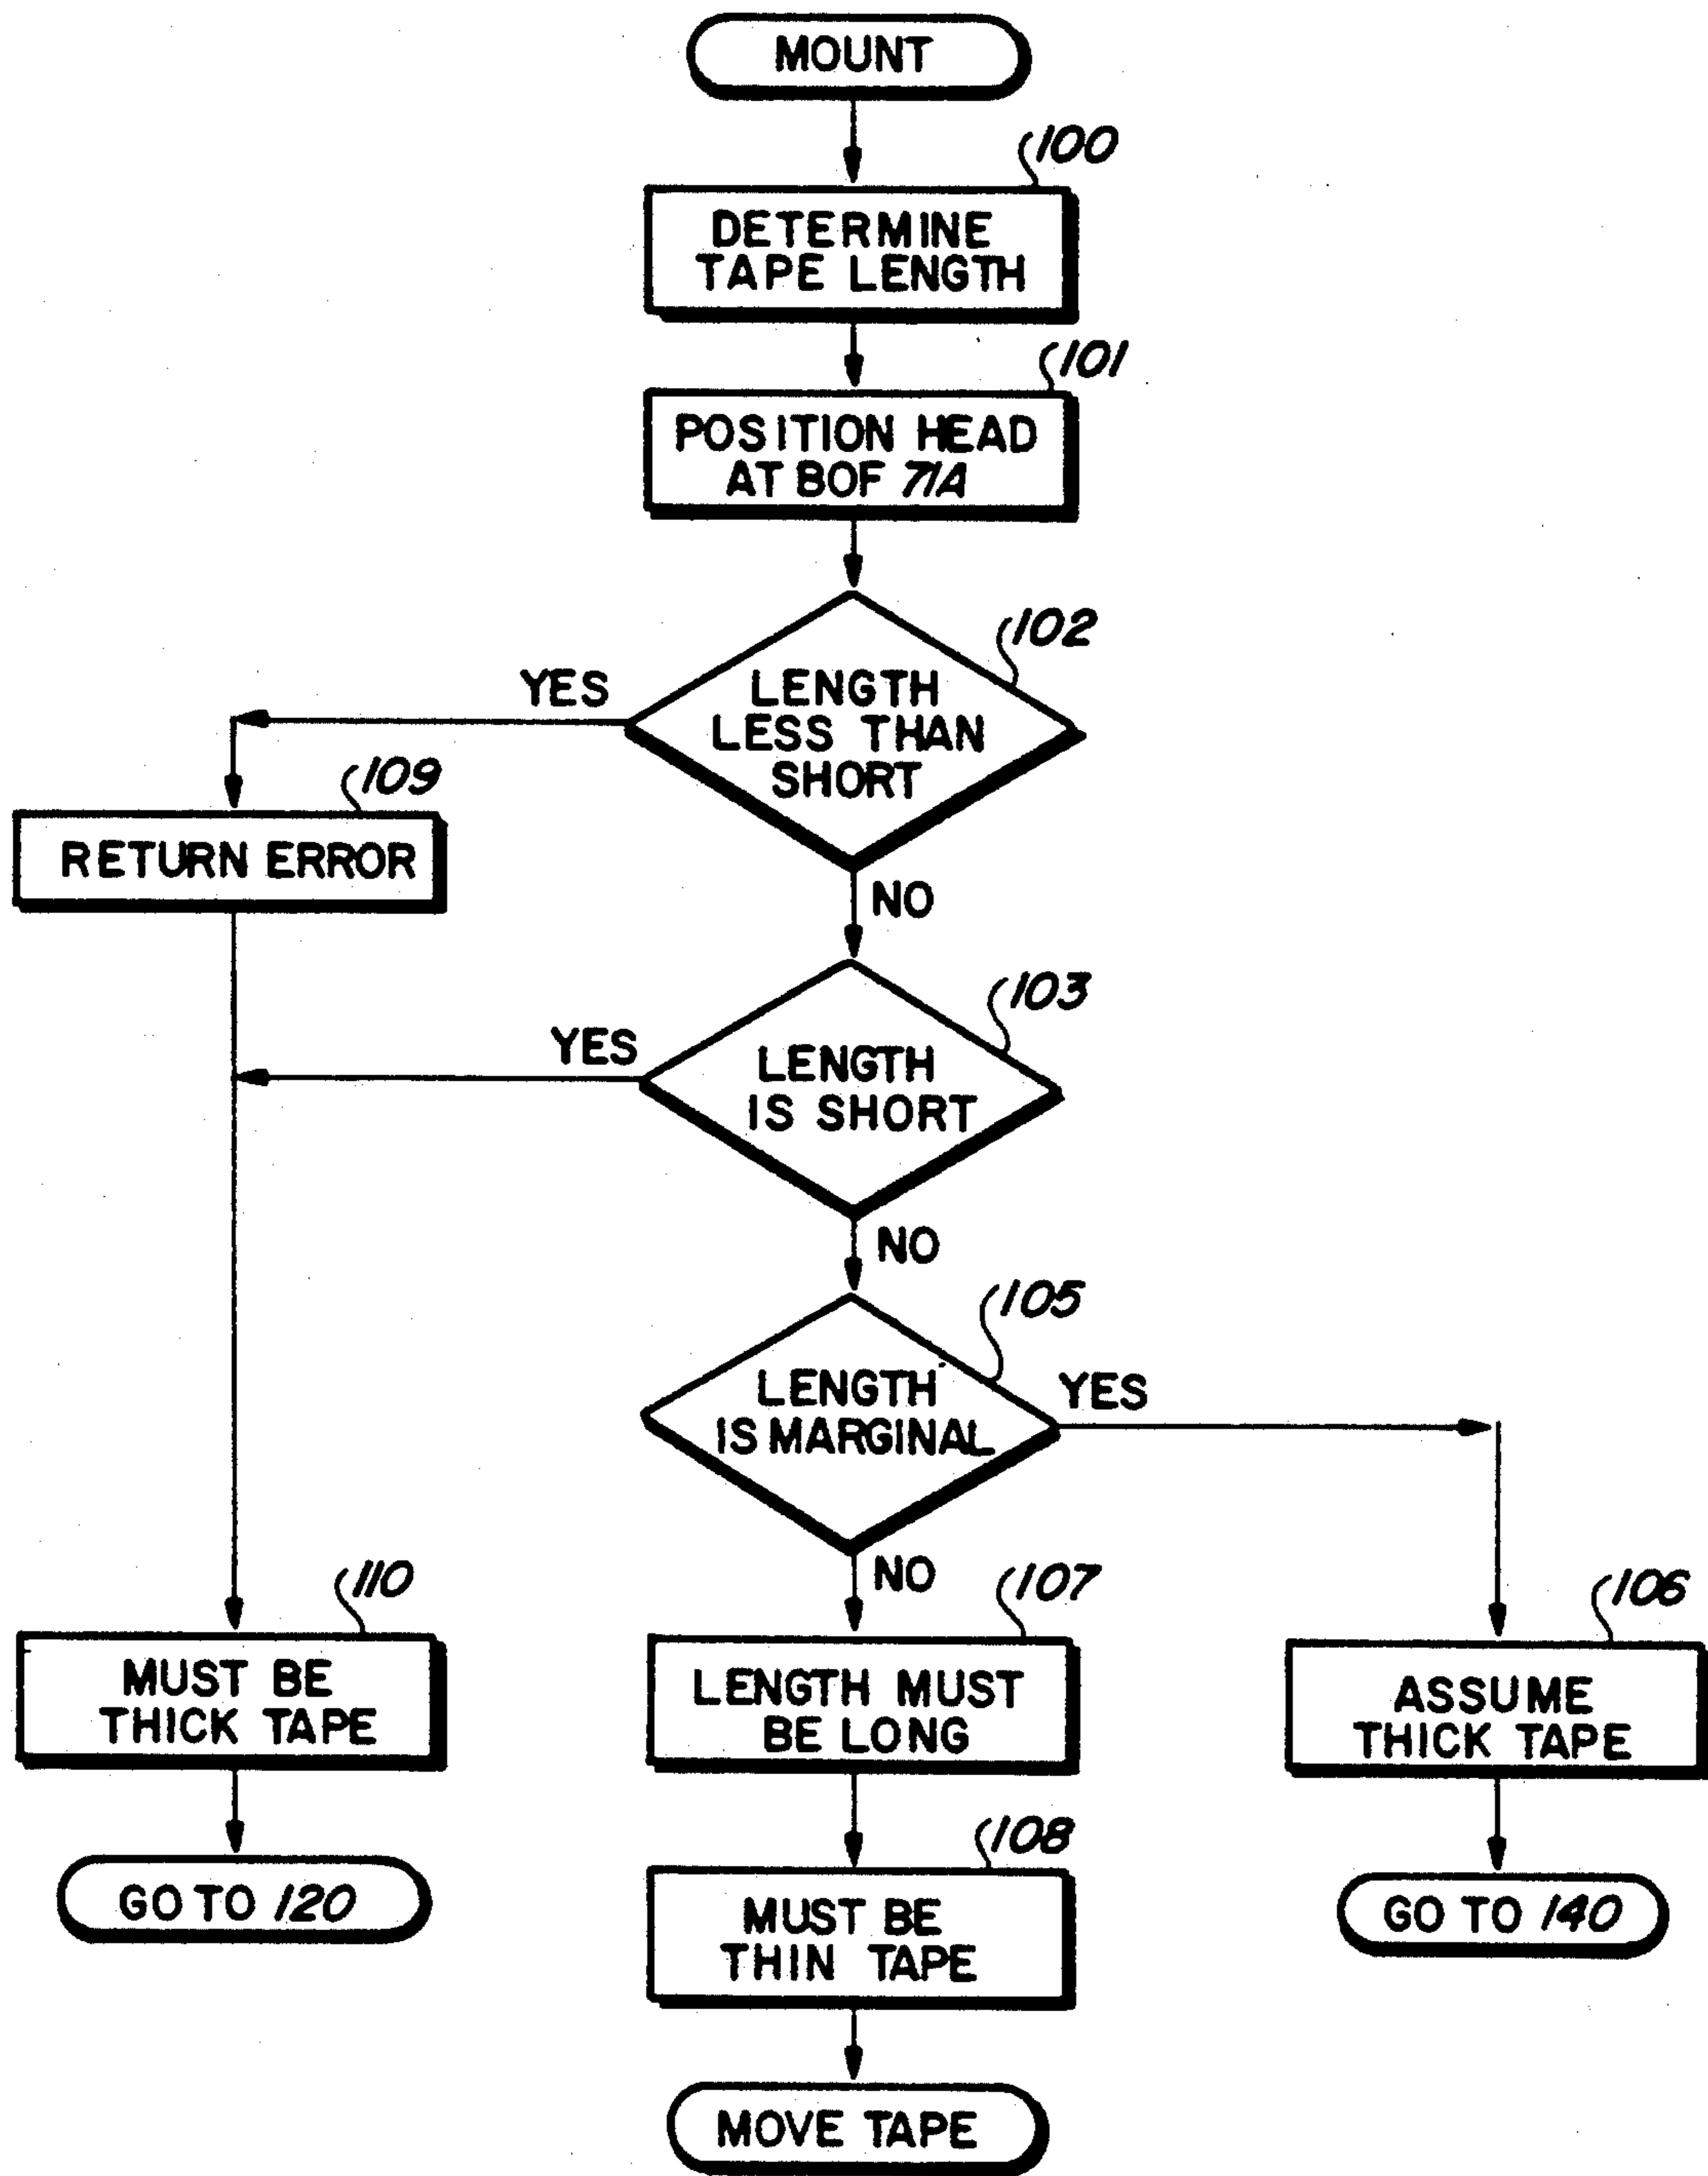 MOUNT
100
DETERMINE
TAPE LENGTH
101
POSITION HEAD
AT BOF 71A
102
LENGTH
LESS THAN
SHORT
YES
NO
109
RETURN ERROR
103
LENGTH
IS SHORT
YES
NO
105
LENGTH
IS MARGINAL
YES
NO
110
MUST BE
THICK TAPE
GO TO 120
107
LENGTH MUST
BE LONG
108
MUST BE
THIN TAPE
MOVE TAPE
106
ASSUME
THICK TAPE
GO TO 140